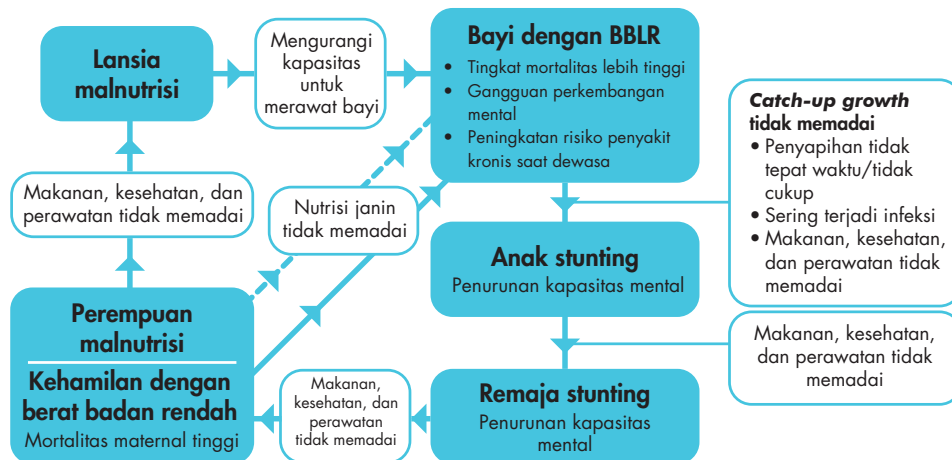 Lansia
malnutrisi
Mengurangi
kapasitas
untuk
merawat bayi
Bayi dengan BBLR
• Tingkat mortalitas lebih tinggi
• Gangguan perkembangan
mental
• Peningkatan risiko penyakit
kronis saat dewasa
Catch-up growth
tidak memadai
• Penyapihan tidak
tepat waktu/tidak
cukup
• Sering terjadi infeksi
• Makanan, kesehatan,
dan perawatan tidak
memadai
Makanan, kesehatan, dan
perawatan tidak memadai
Nutrisi janin
tidak memadai
Anak stunting
Penurunan kapasitas mental
Perempuan
malnutrisi
Kehamilan dengan
berat badan rendah
Mortalitas maternal tinggi
Makanan,
kesehatan, dan
perawatan
tidak memadai
Remaja stunting
Penurunan kapasitas
mental
Makanan, kesehatan,
dan perawatan tidak
memadai